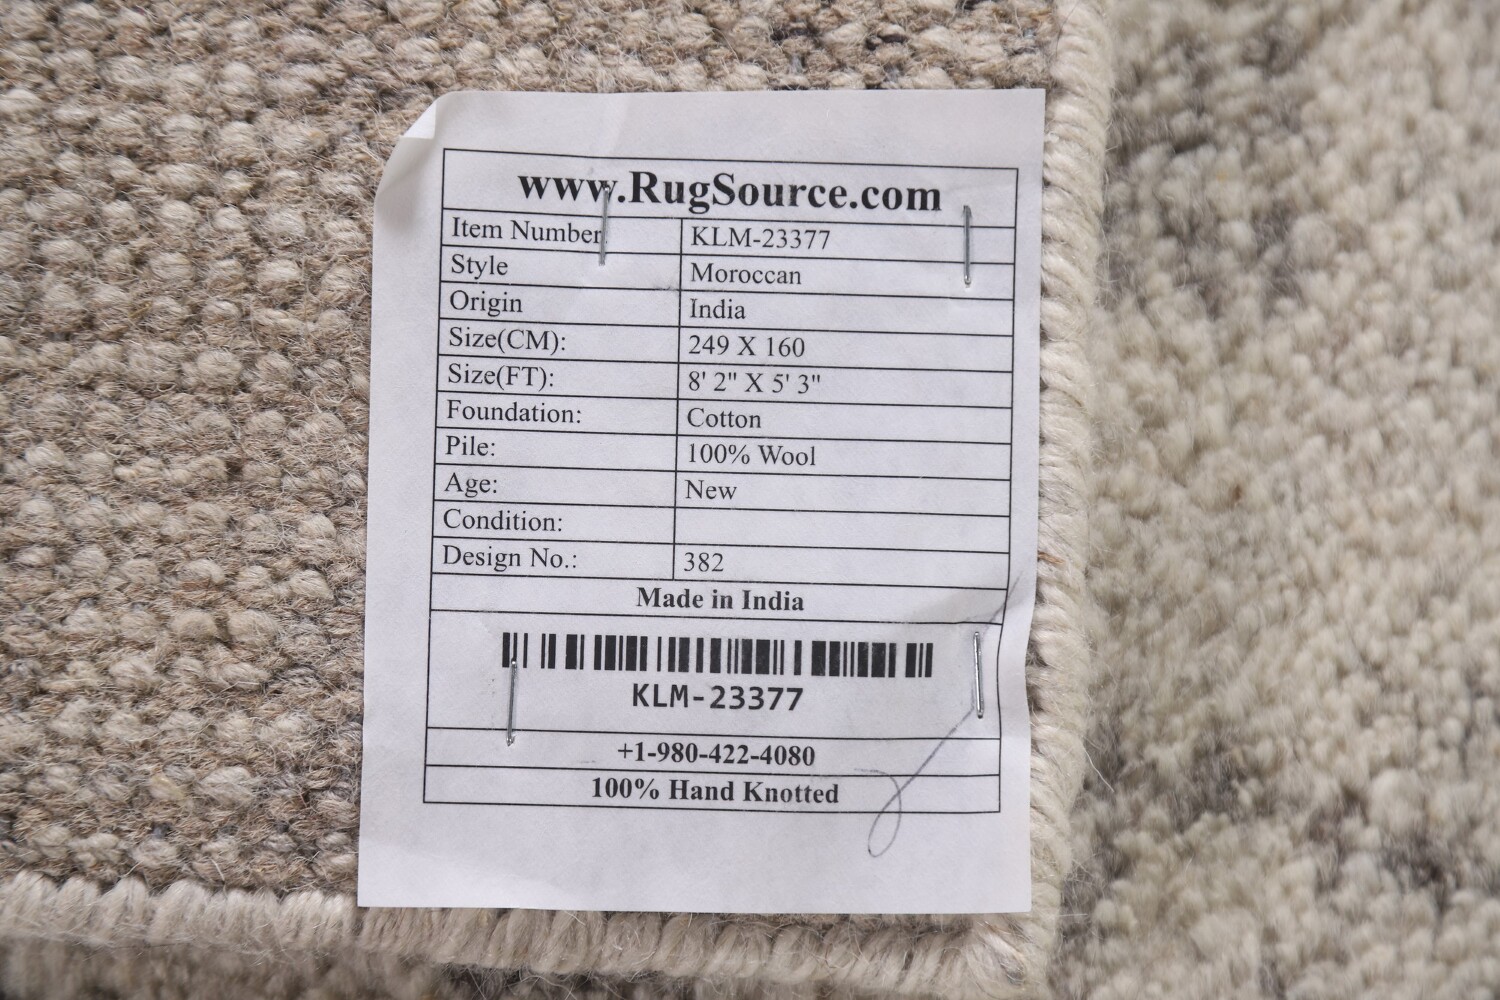 www.RugSource.com
Item Number KLM-23377
Style Moroccan
Origin India
Size(CM): 249 X 160
Size(FT): 8' 2" X 5' 3"
Foundation: Cotton
Pile: 100% Wool
Age: New
Condition:
Design No.: 382
Made in India
KLM-23377
+1-980-422-4080
100% Hand Knotted